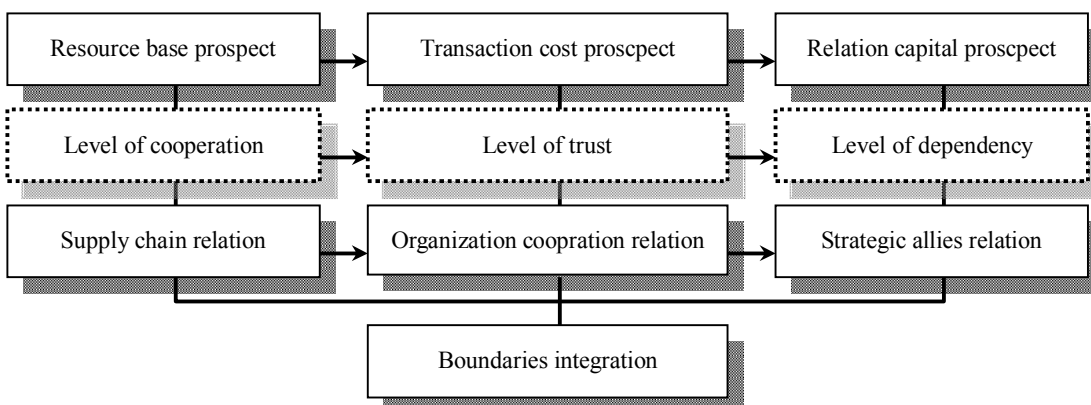 Resource base prospect
Transaction cost proscpect
Relation capital proscpect
Level of cooperation
Level of trust
Level of dependency
Supply chain relation
Organization coopration relation
Strategic allies relation
Boundaries integration